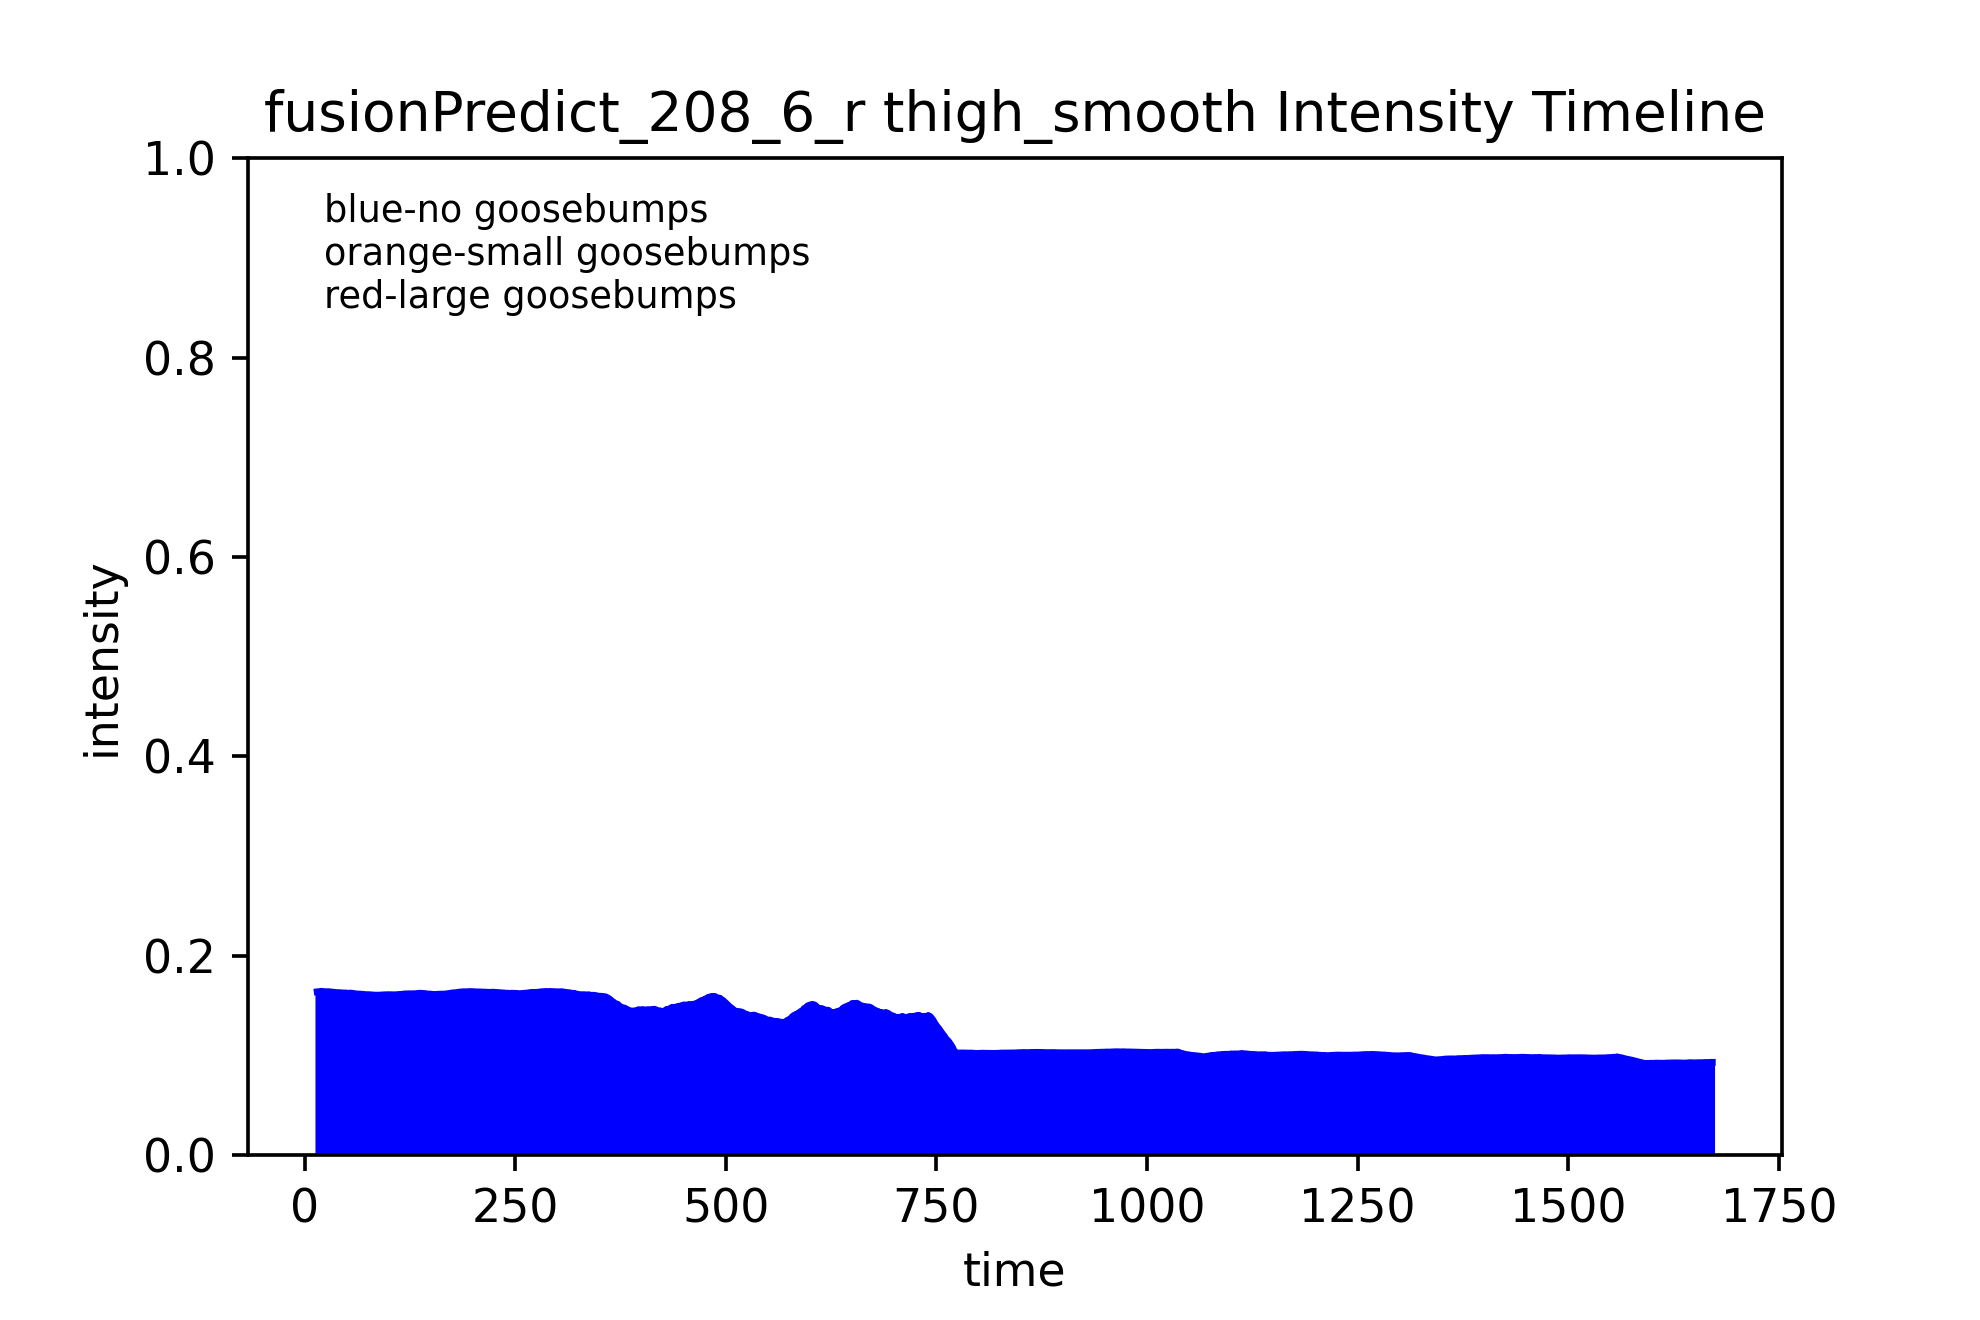 fusionPredict_208_6_r thigh_smooth Intensity Timeline
1.0
blue-no goosebumps
orange-small goosebumps
red-large goosebumps
0.8
0.6
intensity
0.4
0.2
0.0
0 250 500 750 1000 1250 1500 1750
time